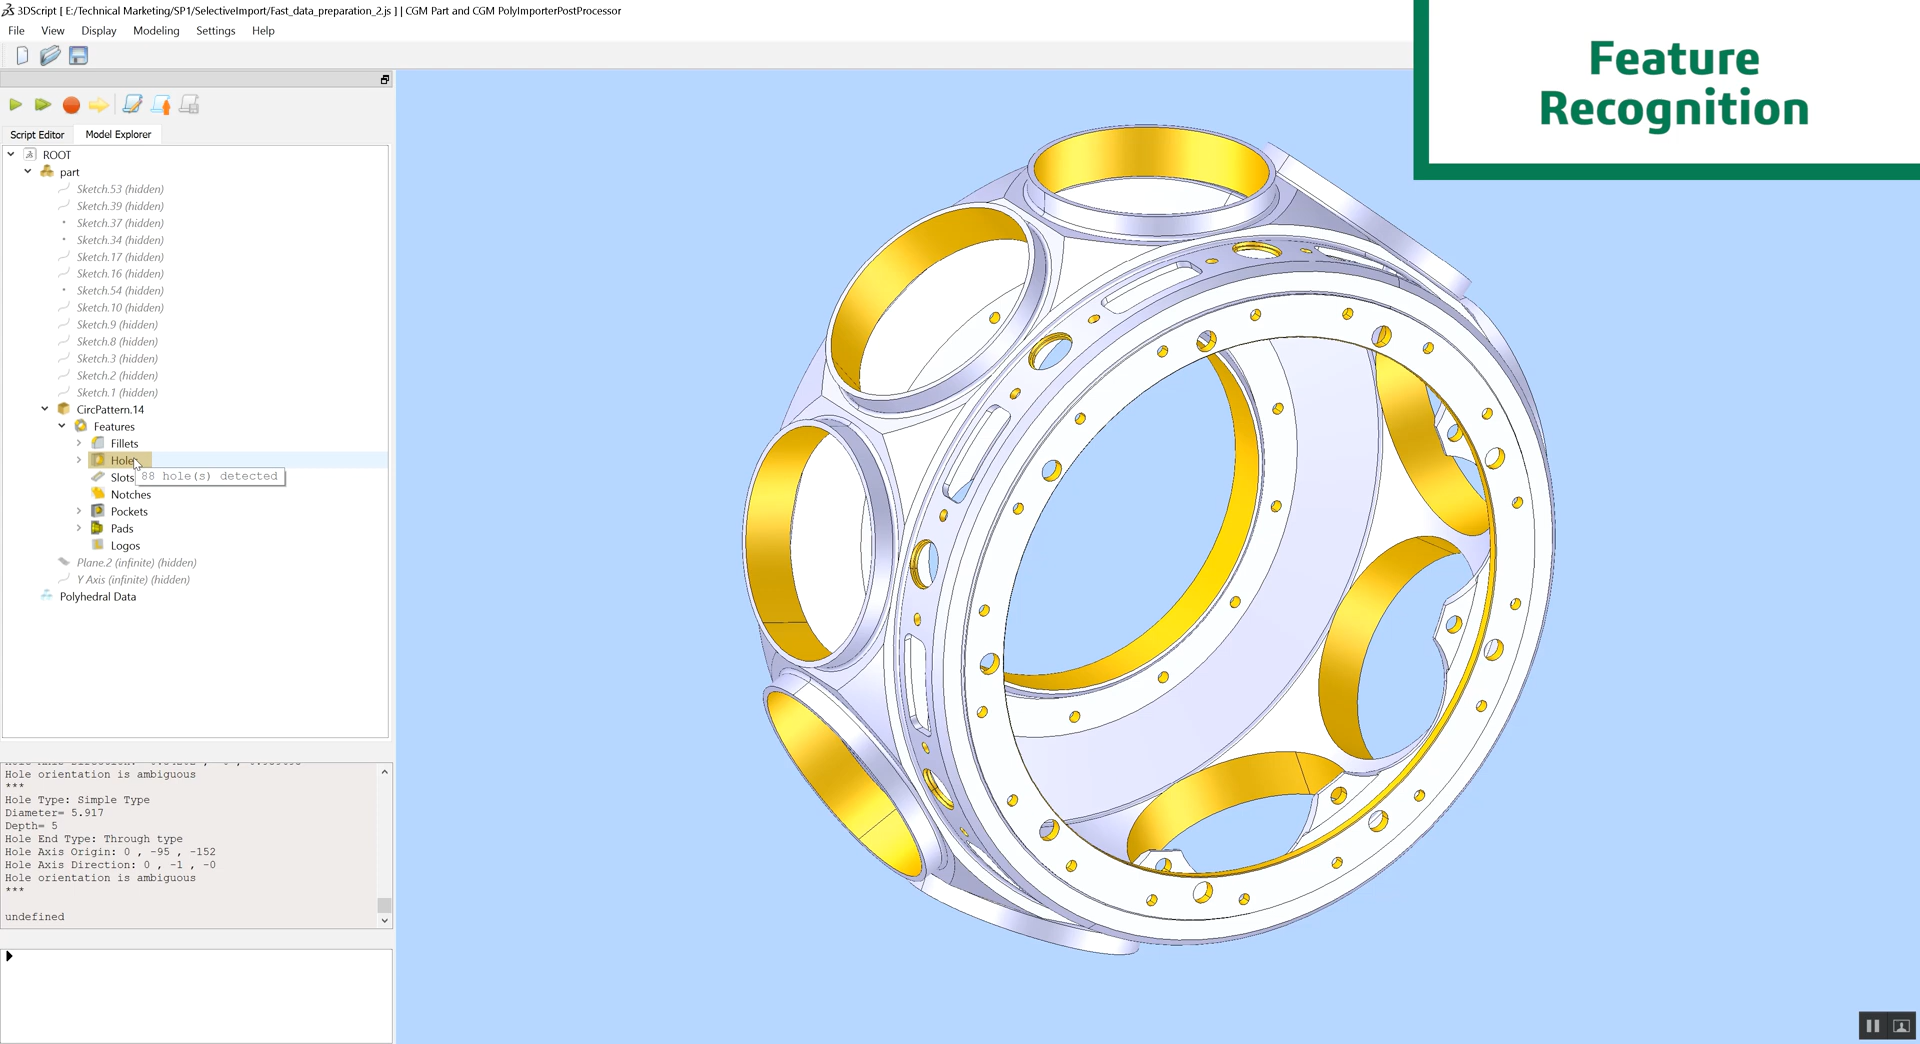 3DScript [ E:/Technical Marketing/SP1/SelectiveImport/Fast_data_preparation_2.js ] | CGM Part and CGM PolyImporterPostProcessor
File View Display Modeling Settings Help
Feature
Recognition
Script Editor Model Explorer
ROOT
part
Sketch.53 (hidden)
Sketch.39 (hidden)
Sketch.37 (hidden)
Sketch.34 (hidden)
Sketch.17 (hidden)
Sketch.16 (hidden)
Sketch.54 (hidden)
Sketch.10 (hidden)
Sketch.9 (hidden)
Sketch.8 (hidden)
Sketch.3 (hidden)
Sketch.2 (hidden)
Sketch.1 (hidden)
CircPattern.14
Features
Fillets
Hole
Slots
88 hole(s) detected
Notches
Pockets
Pads
Logos
Plane.2 (infinite) (hidden)
Y Axis (infinite) (hidden)
Polyhedral Data
Hole orientation is ambiguous
***
Hole Type: Simple Type
Diameter= 5.917
Depth= 5
Hole End Type: Through type
Hole Axis Origin: 0 , -95 , -152
Hole Axis Direction: 0 , -1 , -0
Hole orientation is ambiguous
***
undefined